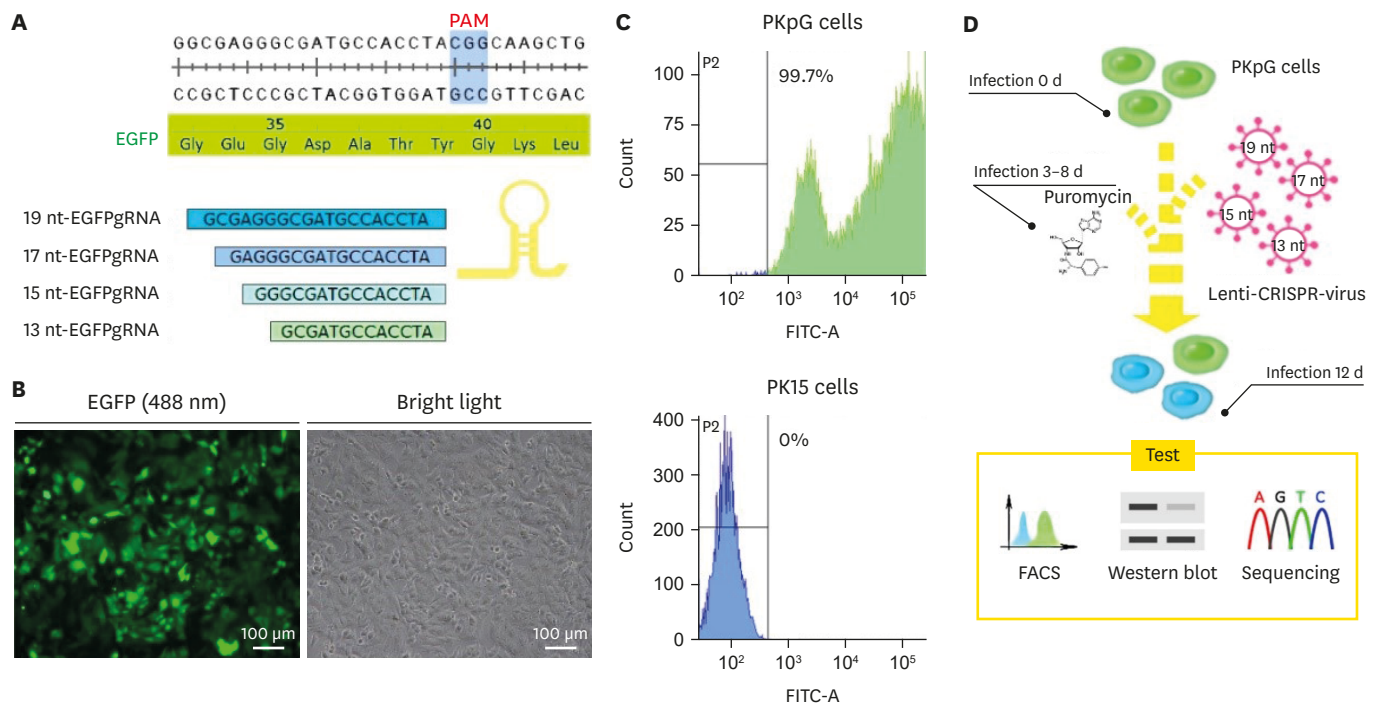 A
PAM
GGCGAGGGCGATGCCACCTACGGCAAGCTG
CCGCTCCCGCTACGGTGGATGCCGTTCGAC
35 40
EGFP Gly Glu Gly Asp Ala Thr Tyr Gly Lys Leu
19 nt-EGFPgRNA GCGAGGGCGATGCCACCTA
17 nt-EGFPgRNA GAGGGCGATGCCACCTA
15 nt-EGFPgRNA GGGCGATGCCACCTA
13 nt-EGFPgRNA GCGATGCCACCTA
B
EGFP (488 nm) Bright light
100 μm 100 μm
C
PKpG cells
P2
99.7%
100
75
50
25
0
Count
10² 10³ 10⁴ 10⁵
FITC-A
PK15 cells
P2
0%
400
300
200
100
0
Count
10² 10³ 10⁴ 10⁵
FITC-A
D
PKpG cells
Infection 0 d
19 nt
17 nt
15 nt
13 nt
Infection 3–8 d
Puromycin
Lenti-CRISPR-virus
Infection 12 d
Test
A G T C
FACS Western blot Sequencing